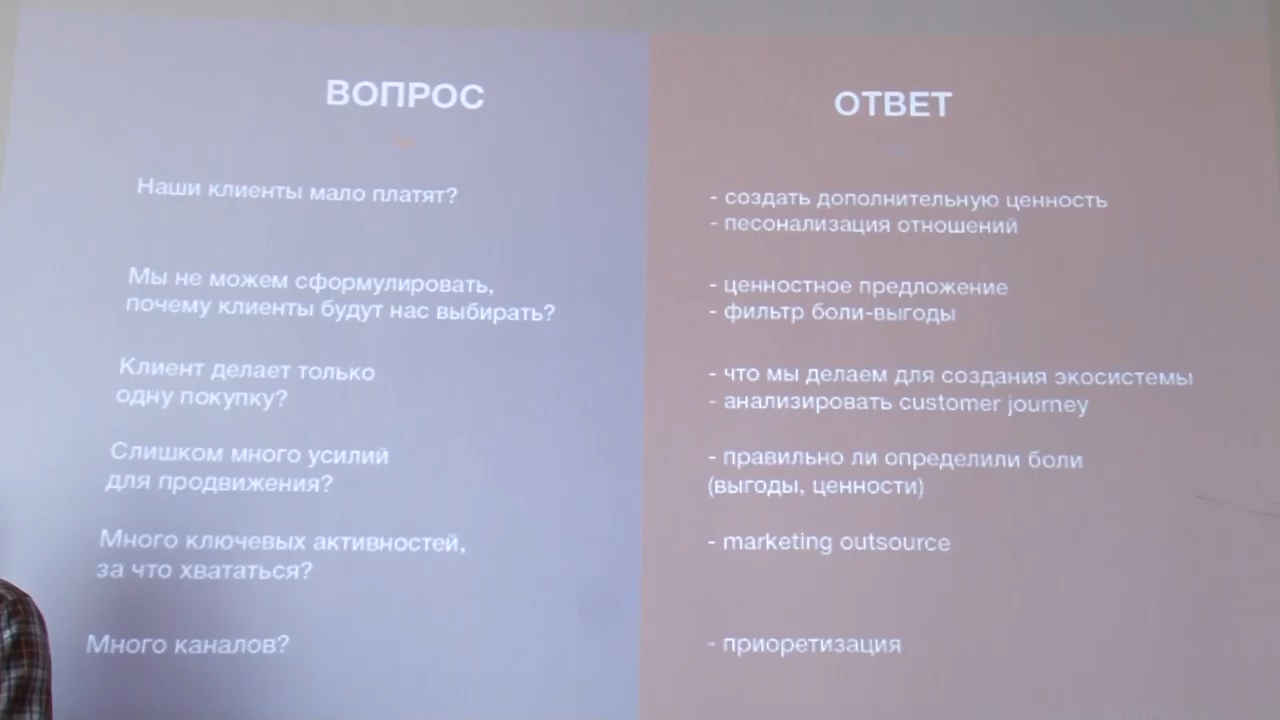 ВОПРОС
ОТВЕТ
Наши клиенты мало платят?
- создать дополнительную ценность
- песонализация отношений
Мы не можем сформулировать,
почему клиенты будут нас выбирать?
- ценностное предложение
- фильтр боли-выгоды
Клиент делает только
одну покупку?
- что мы делаем для создания экосистемы
- анализировать customer journey
Слишком много усилий
для продвижения?
- правильно ли определили боли
(выгоды, ценности)
Много ключевых активностей,
за что хвататься?
- marketing outsource
Много каналов?
- приоретизация